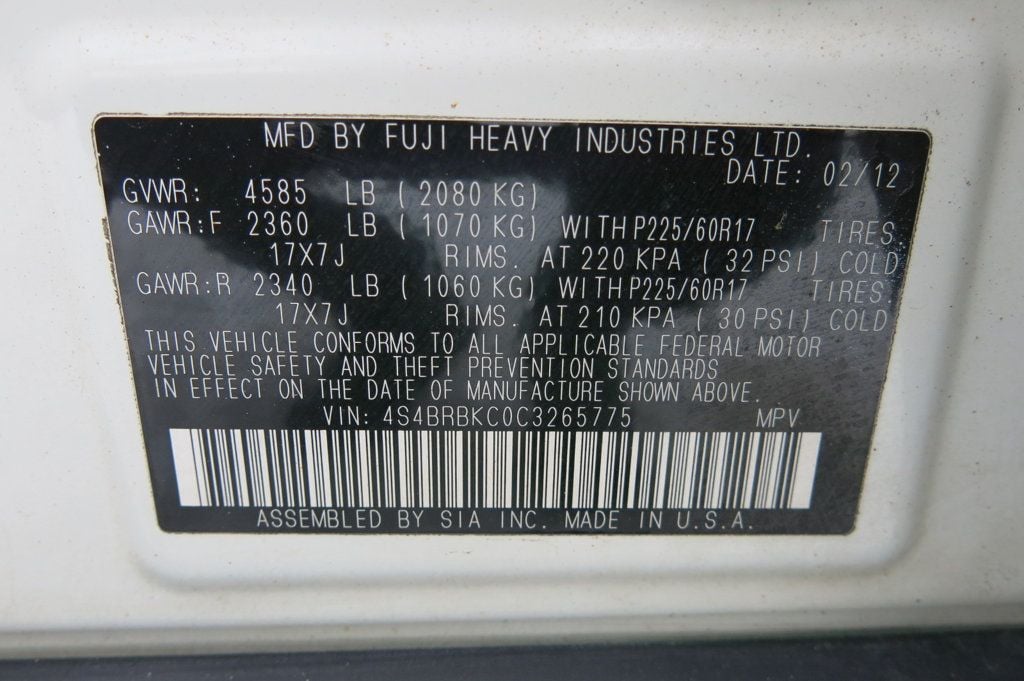 MFD BY FUJI HEAVY INDUSTRIES LTD.
DATE: 02/12
GVWR: 4585 LB ( 2080 KG)
GAWR:F 2360 LB ( 1070 KG) WITH P225/60R17 TIRES
17X7J RIMS. AT 220 KPA ( 32 PSI) COLD
GAWR:R 2340 LB ( 1060 KG) WITH P225/60R17 TIRES.
17X7J RIMS. AT 210 KPA ( 30 PSI) COLD
THIS VEHICLE CONFORMS TO ALL APPLICABLE FEDERAL MOTOR
VEHICLE SAFETY AND THEFT PREVENTION STANDARDS
IN EFFECT ON THE DATE OF MANUFACTURE SHOWN ABOVE.
VIN: 4S4BRBKC0C3265775 MPV
ASSEMBLED BY SIA INC. MADE IN U.S.A.